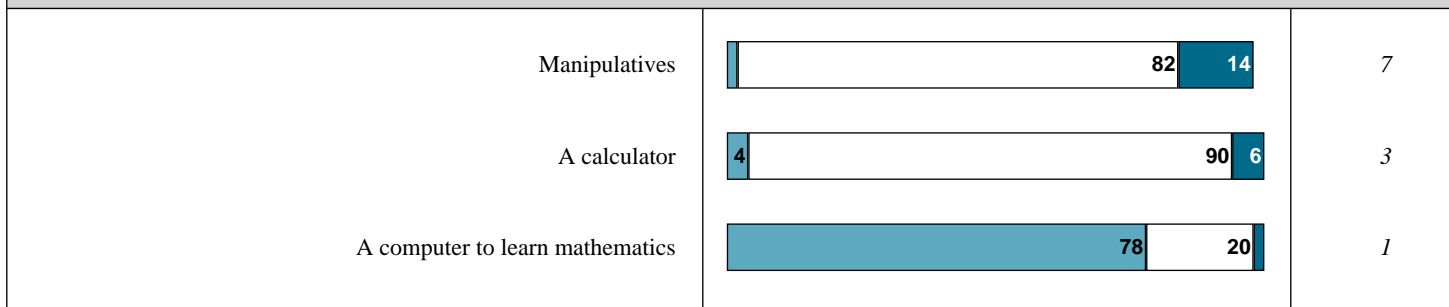 Manipulatives 82 14 7
A calculator 4 90 6 3
A computer to learn mathematics 78 20 1